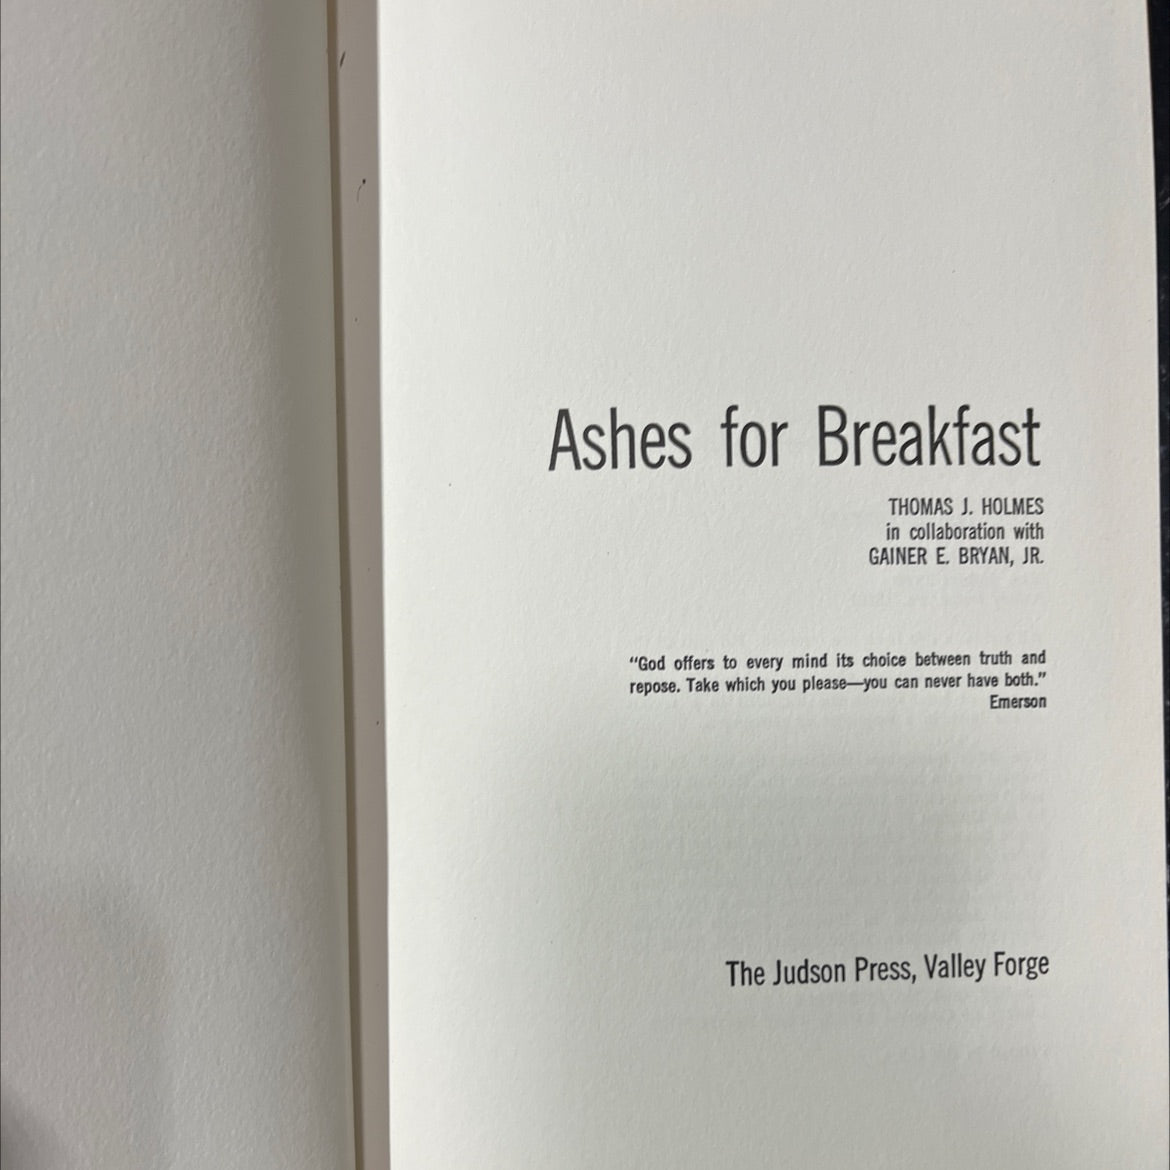 Ashes for Breakfast
THOMAS J. HOLMES
in collaboration with
GAINER E. BRYAN, JR.
“God offers to every mind its choice between truth and
repose. Take which you please—you can never have both.”
Emerson
The Judson Press, Valley Forge